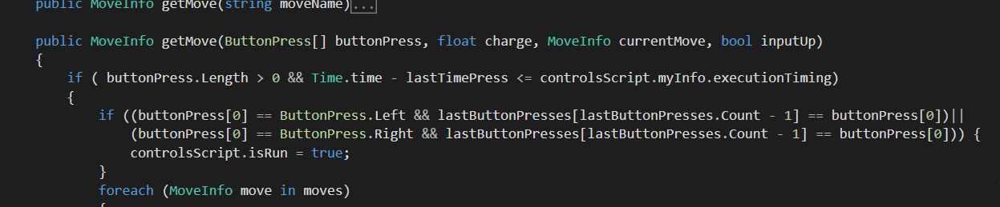 public MoveInfo getMove(string moveName)...
public MoveInfo getMove(ButtonPress[] buttonPress, float charge, MoveInfo currentMove, bool inputUp)
{
if ( buttonPress.Length > 0 && Time.time - lastTimePress <= controlsScript.myInfo.executionTiming)
{
if ((buttonPress[0] == ButtonPress.Left && lastButtonPresses[lastButtonPresses.Count - 1] == buttonPress[0])||
(buttonPress[0] == ButtonPress.Right && lastButtonPresses[lastButtonPresses.Count - 1] == buttonPress[0])) {
controlsScript.isRun = true;
}
foreach (MoveInfo move in moves)
{